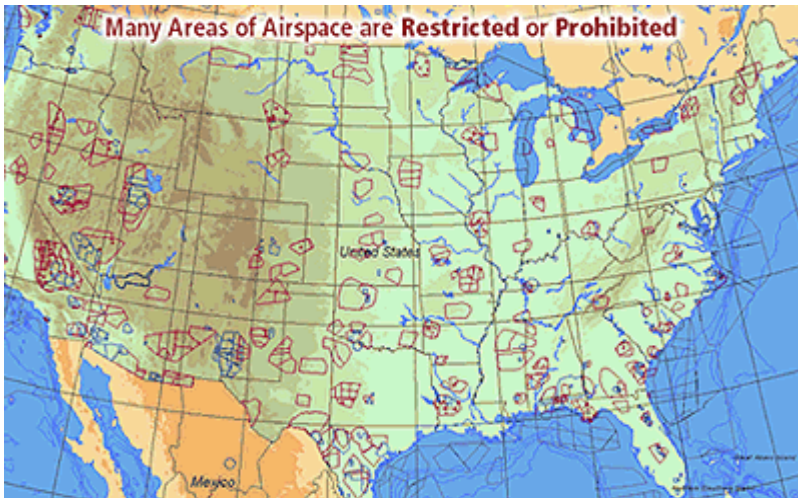 Many Areas of Airspace are Restricted or Prohibited
United States
Mexico